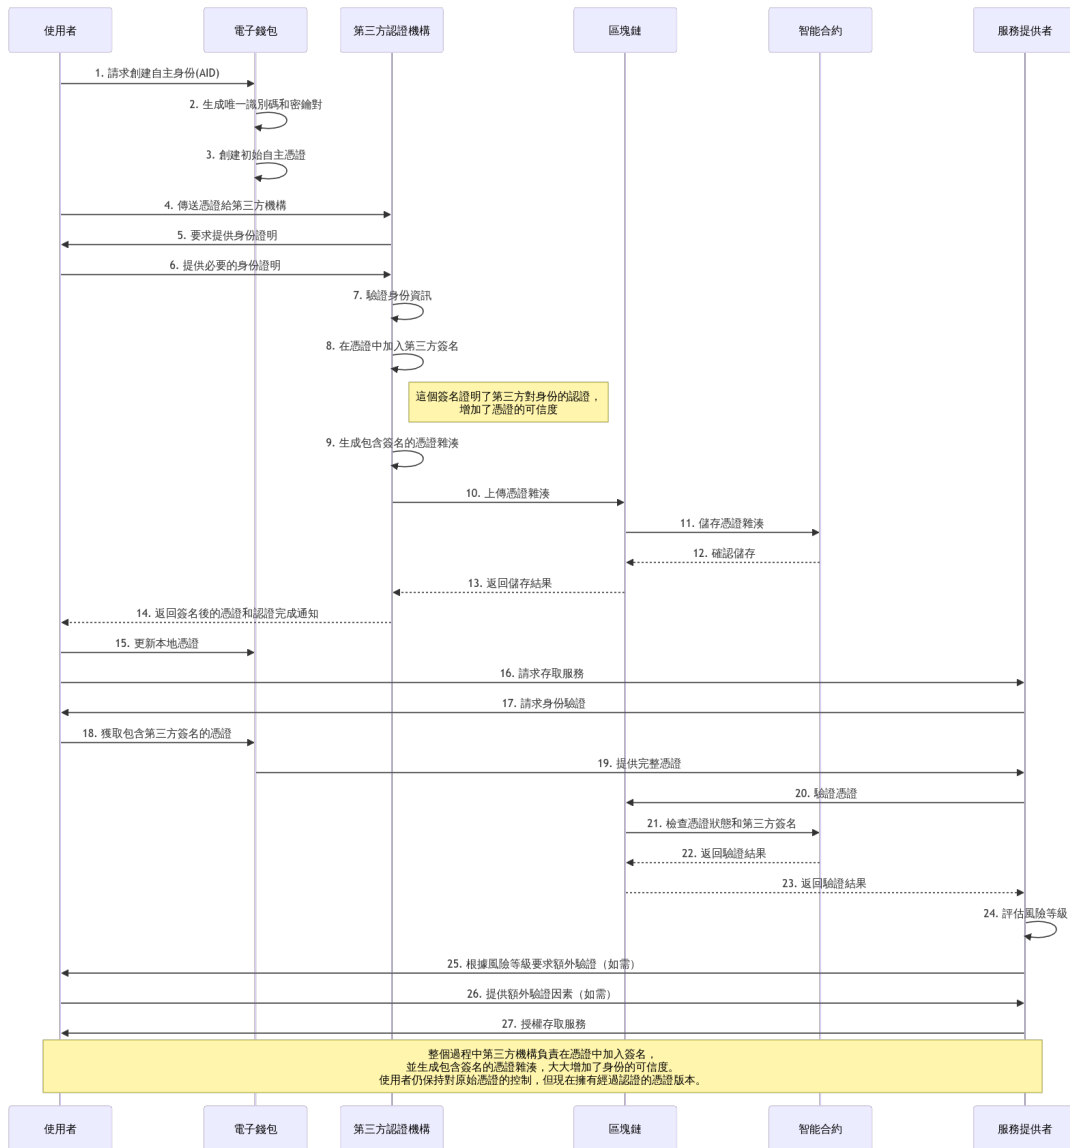 使用者
電子錢包
第三方認證機構
區塊鏈
智能合約
服務提供者
1. 請求創建自主身份(AID)
2. 生成唯一識別碼和密鑰對
3. 創建初始自主憑證
4. 傳送憑證給第三方機構
5. 要求提供身份證明
6. 提供必要的身份證明
7. 驗證身份資訊
8. 在憑證中加入第三方簽名
這個簽名證明了第三方對身份的認證，
增加了憑證的可信度
9. 生成包含簽名的憑證雜湊
10. 上傳憑證雜湊
11. 儲存憑證雜湊
12. 確認儲存
13. 返回儲存結果
14. 返回簽名後的憑證和認證完成通知
15. 更新本地憑證
16. 請求存取服務
17. 請求身份驗證
18. 獲取包含第三方簽名的憑證
19. 提供完整憑證
20. 驗證憑證
21. 檢查憑證狀態和第三方簽名
22. 返回驗證結果
23. 返回驗證結果
24. 評估風險等級
25. 根據風險等級要求額外驗證（如需）
26. 提供額外驗證因素（如需）
27. 授權存取服務
整個過程中第三方機構負責在憑證中加入簽名，
並生成包含簽名的憑證雜湊，大大增加了身份的可信度。
使用者仍保持對原始憑證的控制，但現在擁有經過認證的憑證版本。
使用者
電子錢包
第三方認證機構
區塊鏈
智能合約
服務提供者